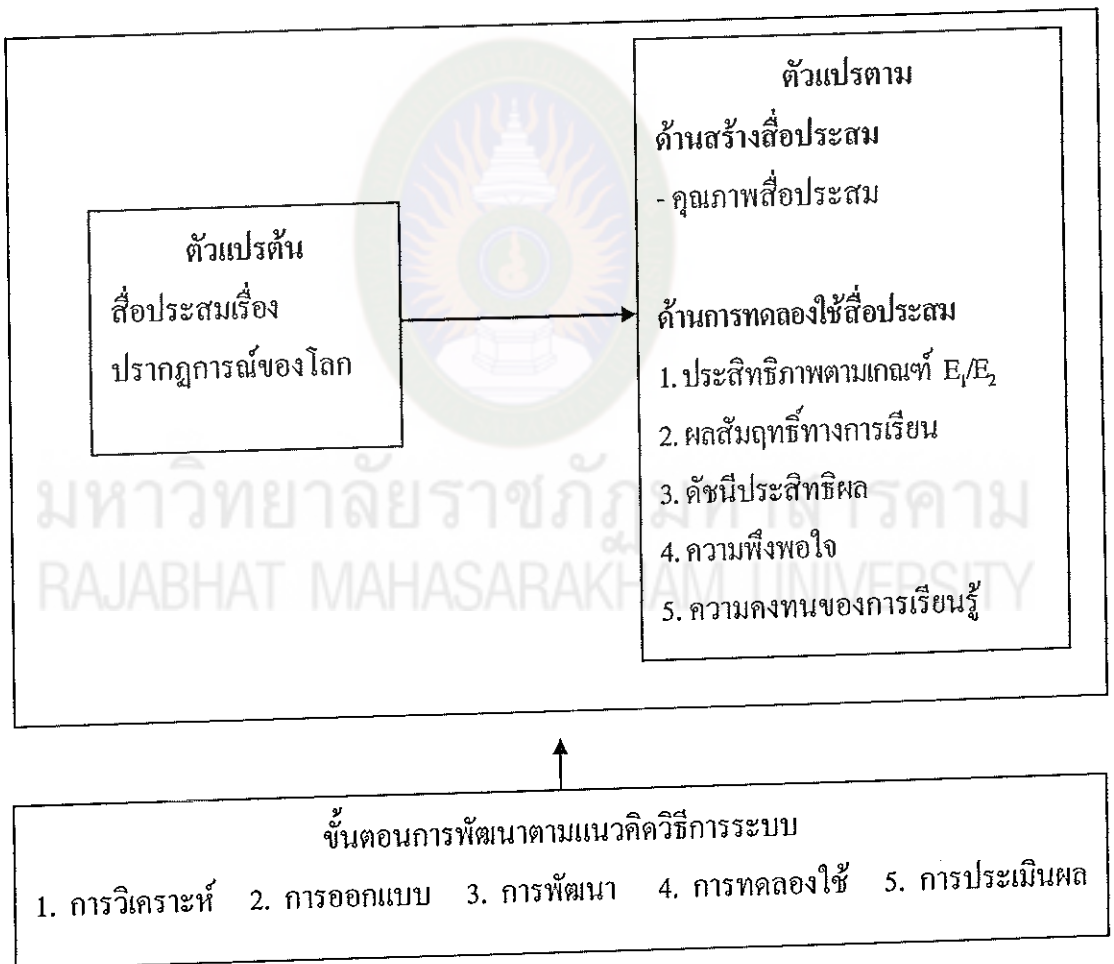 ตัวแปรตาม
ด้านสร้างสื่อประสม
- คุณภาพสื่อประสม
ตัวแปรต้น
สื่อประสมเรื่อง
ปรากฏการณ์ของโลก
ด้านการทดลองใช้สื่อประสม
1. ประสิทธิภาพตามเกณฑ์ E₁/E₂
2. ผลสัมฤทธิ์ทางการเรียน
3. ดัชนีประสิทธิผล
4. ความพึงพอใจ
5. ความคงทนของการเรียนรู้
มหาวิทยาลัยราชภัฏมหาสารคาม
RAJABHAT MAHASARAKHAM UNIVERSITY
ขั้นตอนการพัฒนาตามแนวคิดวิธีการระบบ
1. การวิเคราะห์ 2. การออกแบบ 3. การพัฒนา 4. การทดลองใช้ 5. การประเมินผล